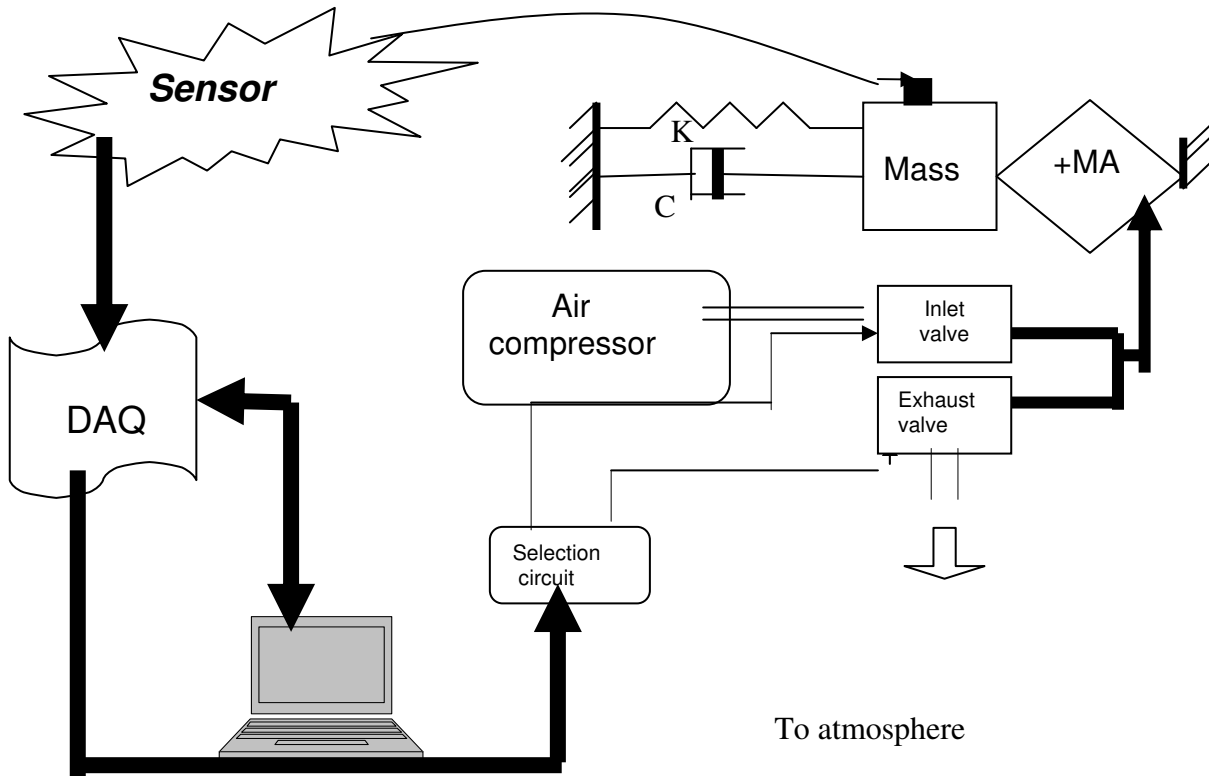 Sensor
K
C
Mass
+MA
Air
compressor
Inlet
valve
Exhaust
valve
DAQ
Selection
circuit
To atmosphere